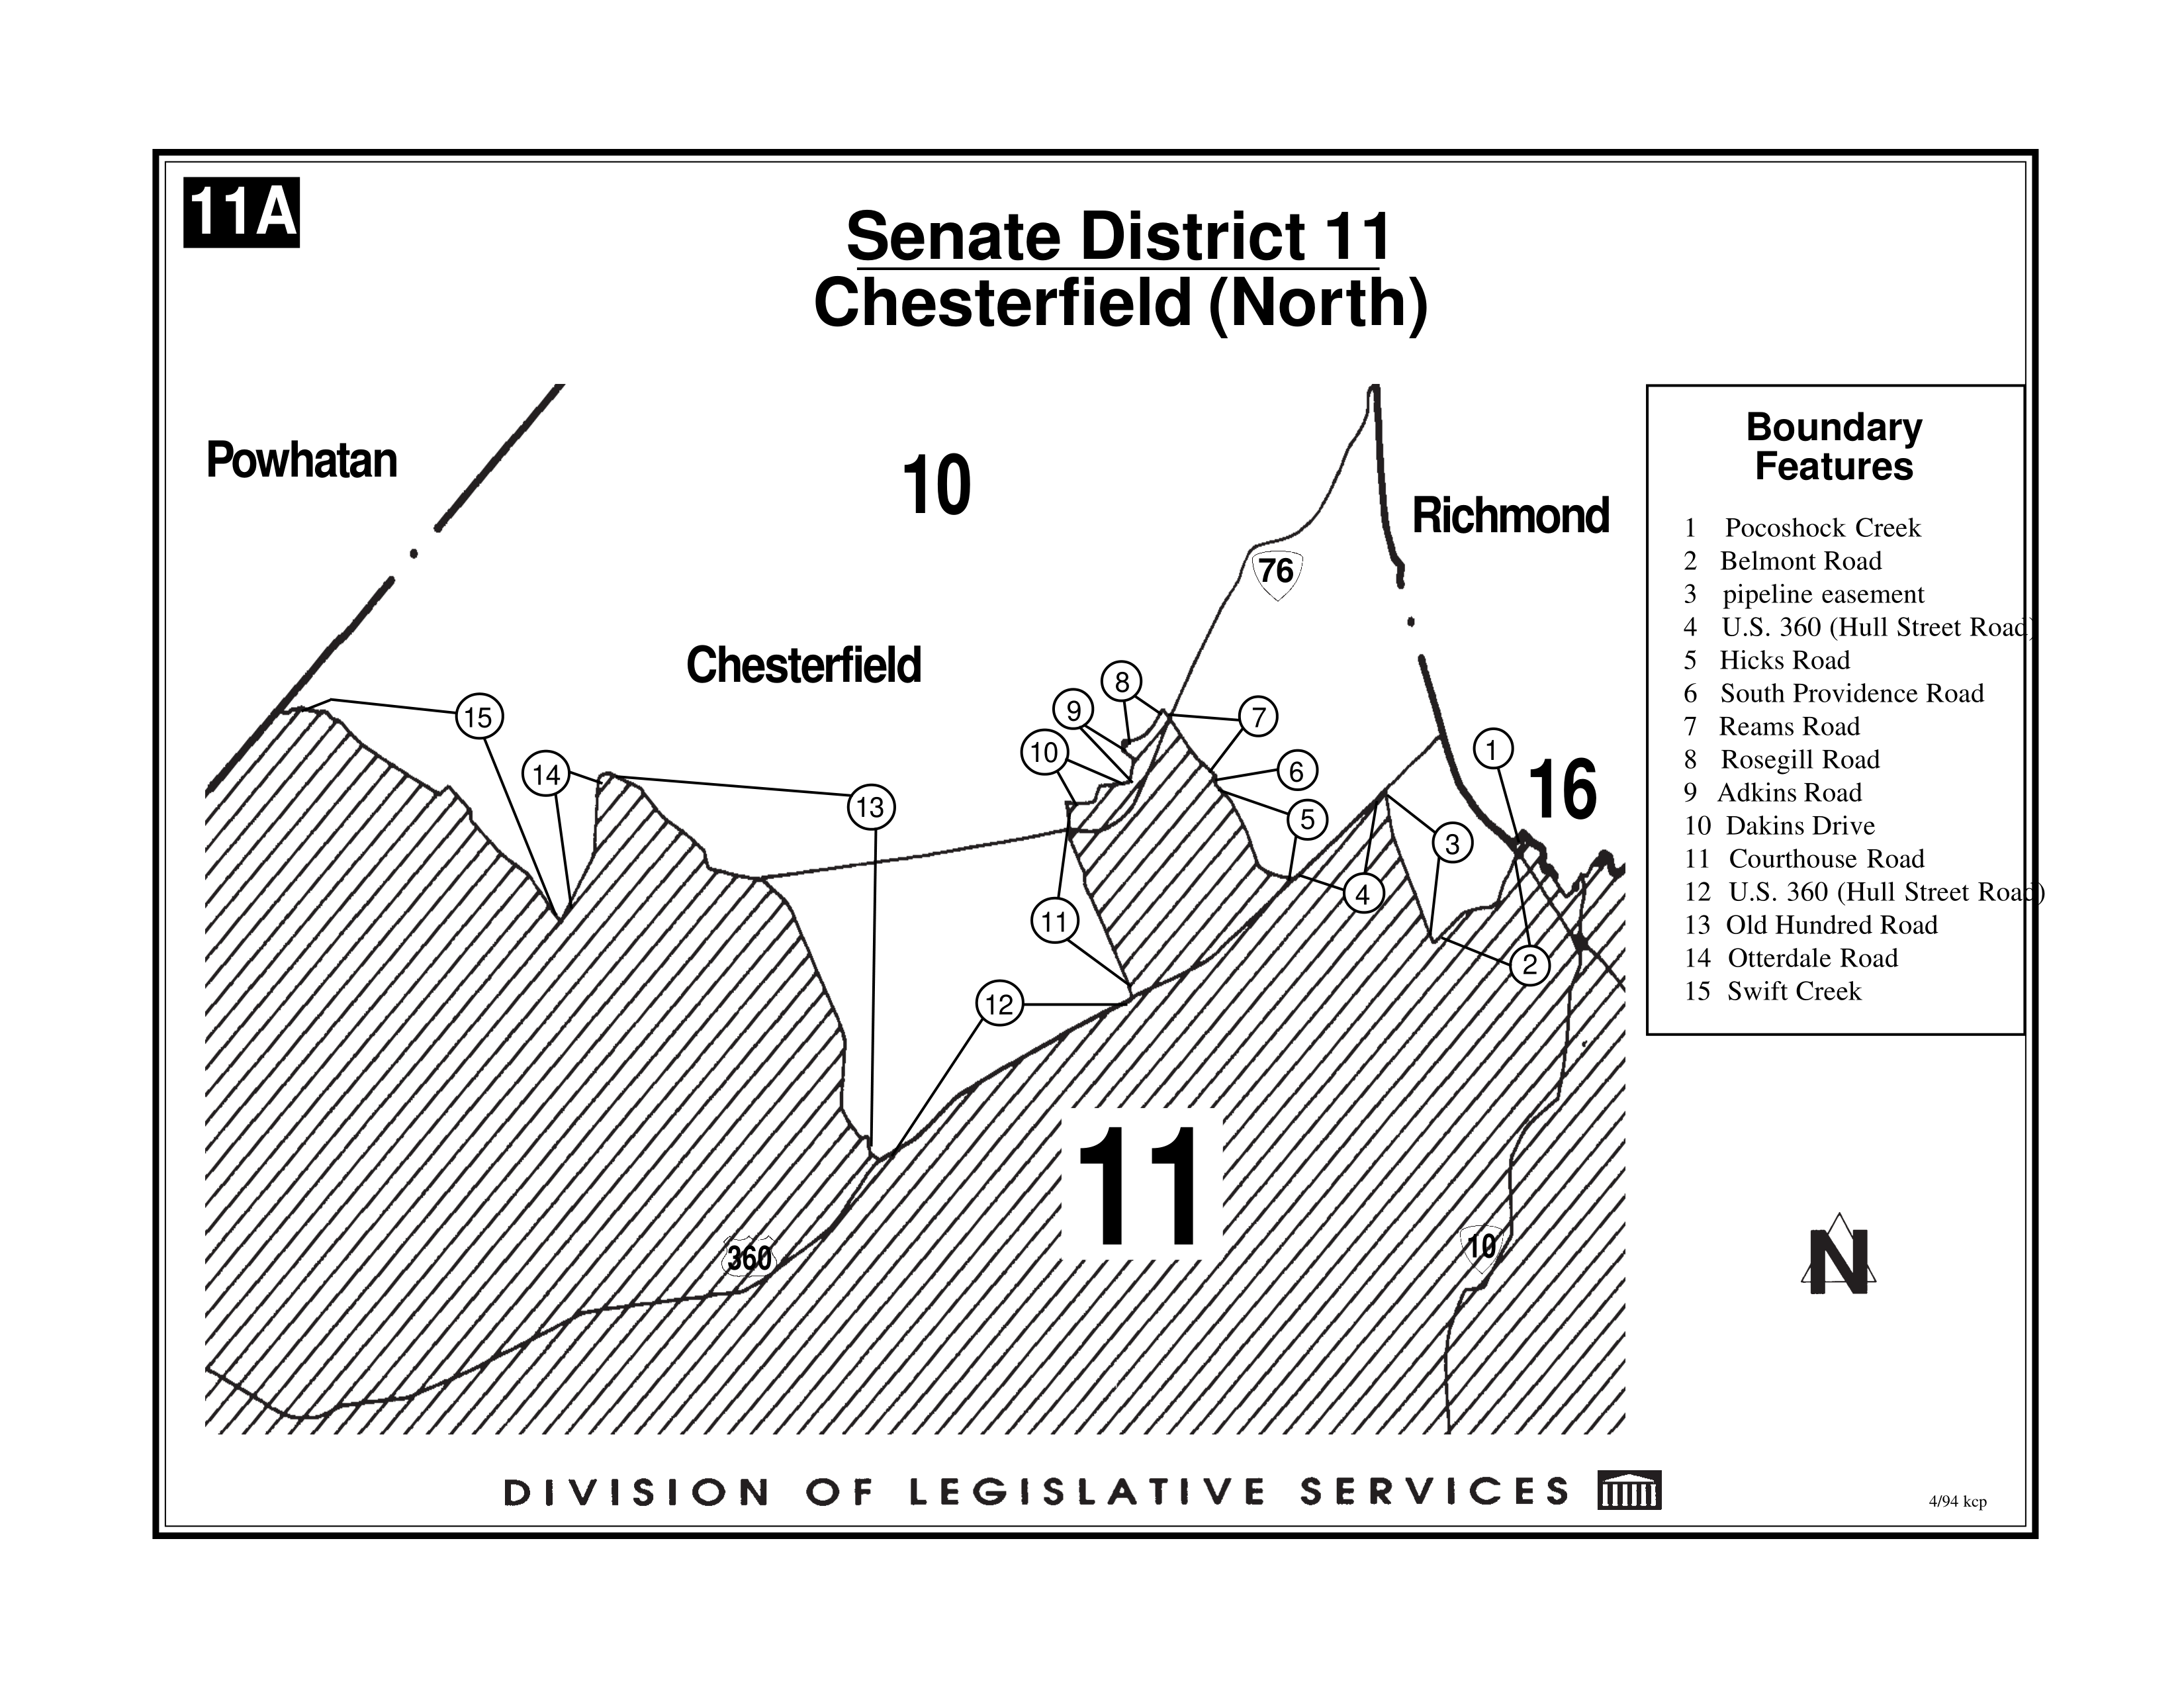 11A
Senate District 11
Chesterfield (North)
Powhatan
10
Richmond
76
Chesterfield
8
9
7
15
10
1
14
6
16
13
5
3
4
11
2
12
11
360
10
Boundary
Features
1 Pocoshock Creek
2 Belmont Road
3 pipeline easement
4 U.S. 360 (Hull Street Road)
5 Hicks Road
6 South Providence Road
7 Reams Road
8 Rosegill Road
9 Adkins Road
10 Dakins Drive
11 Courthouse Road
12 U.S. 360 (Hull Street Road)
13 Old Hundred Road
14 Otterdale Road
15 Swift Creek
N
DIVISION OF LEGISLATIVE SERVICES
4/94 kcp